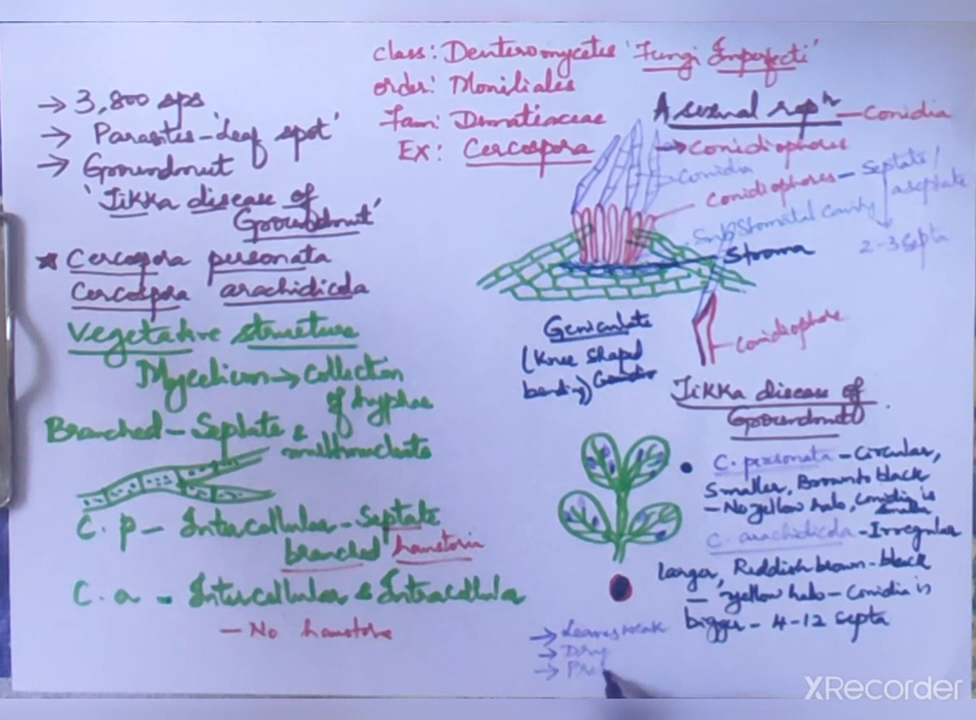 class: Deuteromycetes 'Fungi Imperfecti'
order: Moniliales
Fam: Dematiaceae
Ex: Cercospora
→ 3,800 sps
→ Parasites - 'Leaf spot'
→ Groundnut
'Tikka disease of
Groundnut'
* Cercospora personata
Cercospora arachidicola
Vegetative structure
Mycelium → collection
of hyphae
Branched - Septate &
multinucleate
C. p - Intercellular - Septate
branched haustoria
C. a - Intercellular & Intracellular
- No haustoria
Asexual repn - Conidia
→ Conidiophores
Conidia
Conidiophores - Septate/
aseptate
Sub stomatal cavity
2-3 septa
Stroma
Geniculate
(Knee shaped
bending)
Conidiophore
Tikka disease of
Groundnut
C. personata - Circular,
Smaller, Brown to black
- No yellow halo, Conidia is
Smaller
C. arachidicola - Irregular
larger, Reddish brown - black
- yellow halo - Conidia is
bigger - 4-12 septa
→ Leaves weak
→ Dry
→ Pre
XRecorder